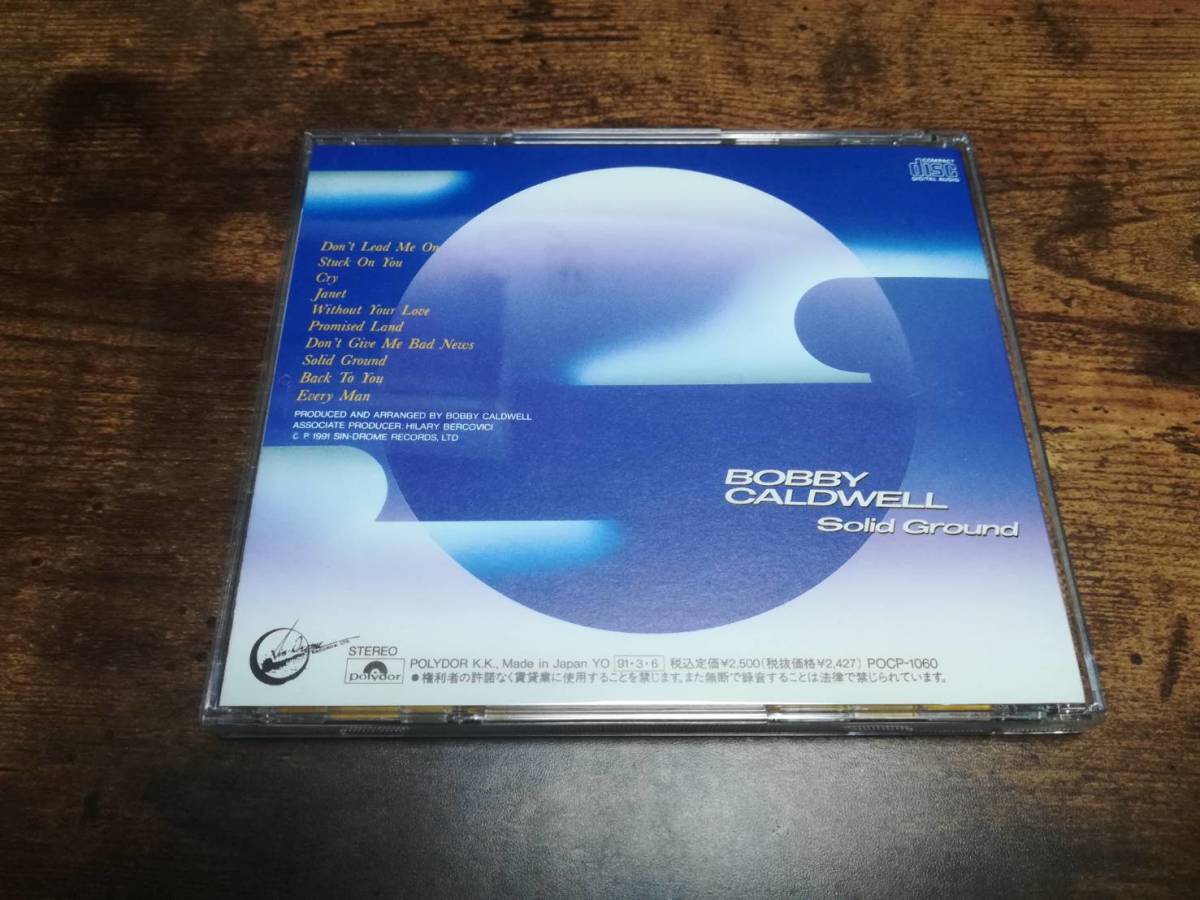 COMPACT
disc
DIGITAL AUDIO
Don't Lead Me On
Stuck On You
Cry
Janet
Without Your Love
Promised Land
Don't Give Me Bad News
Solid Ground
Back To You
Every Man
PRODUCED AND ARRANGED BY BOBBY CALDWELL
ASSOCIATE PRODUCER: HILARY BERCOVICI
C P 1991 SIN-DROME RECORDS, LTD
BOBBY
CALDWELL
Solid Ground
Sin-Drome
STEREO
polydor
POLYDOR K.K., Made in Japan YO 91・3・6 税込定価¥2,500(税抜価格¥2,427) POCP-1060
●権利者の許諾なく賃貸業に使用することを禁じます。また無断で録音することは法律で禁じられています。